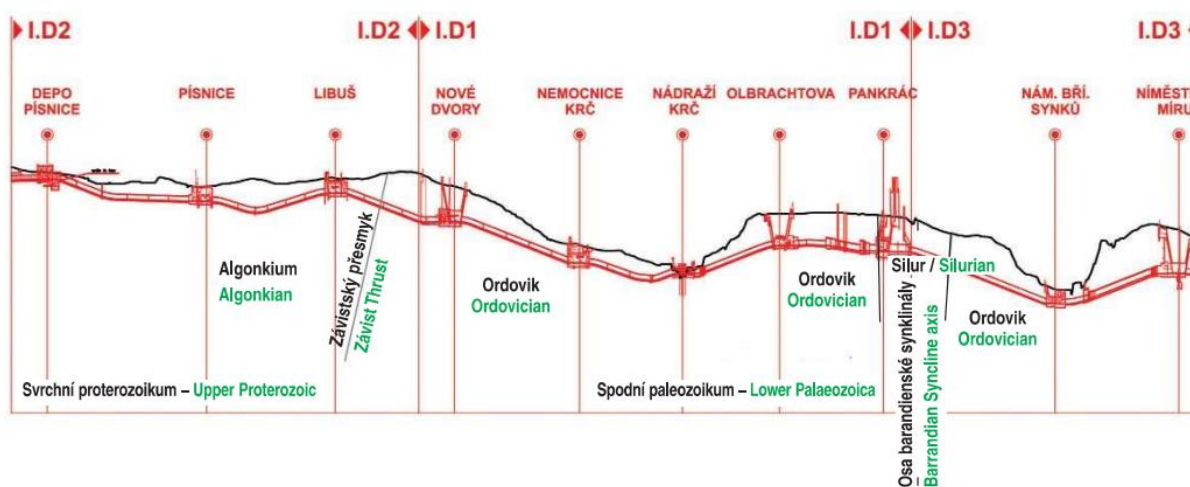 I.D2
I.D2
I.D1
I.D1
I.D3
I.D3
DEPO
PÍSNICE
PÍSNICE
LIBUŠ
NOVÉ
DVORY
NEMOCNICE
KRČ
NÁDRAŽÍ
KRČ
OLBRACHTOVA
PANKRÁC
NÁM. BŘÍ.
SYNKŮ
NÍMĚST
MÍRU
Algonkium
Algonkian
Závistský přesmyk
Závist Thrust
Ordovik
Ordovician
Ordovik
Ordovician
Silur / Silurian
Ordovik
Ordovician
Svrchní proterozoikum – Upper Proterozoic
Spodní paleozoikum – Lower Palaeozoica
Osa barandienské synklinály
Barrandian Syncline axis